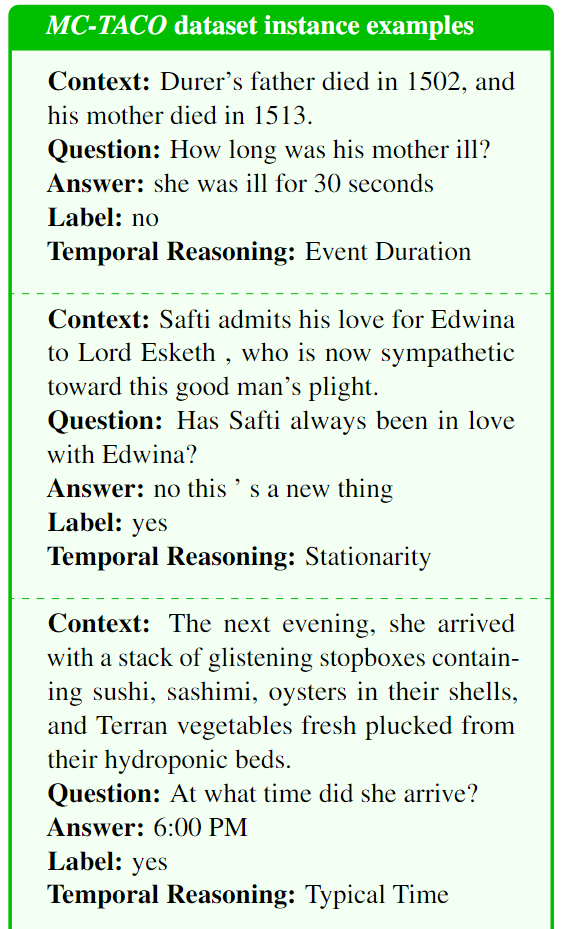 MC-TACO dataset instance examples
Context: Durer's father died in 1502, and
his mother died in 1513.
Question: How long was his mother ill?
Answer: she was ill for 30 seconds
Label: no
Temporal Reasoning: Event Duration
Context: Safti admits his love for Edwina
to Lord Esketh , who is now sympathetic
toward this good man's plight.
Question: Has Safti always been in love
with Edwina?
Answer: no this ' s a new thing
Label: yes
Temporal Reasoning: Stationarity
Context: The next evening, she arrived
with a stack of glistening stopboxes contain-
ing sushi, sashimi, oysters in their shells,
and Terran vegetables fresh plucked from
their hydroponic beds.
Question: At what time did she arrive?
Answer: 6:00 PM
Label: yes
Temporal Reasoning: Typical Time